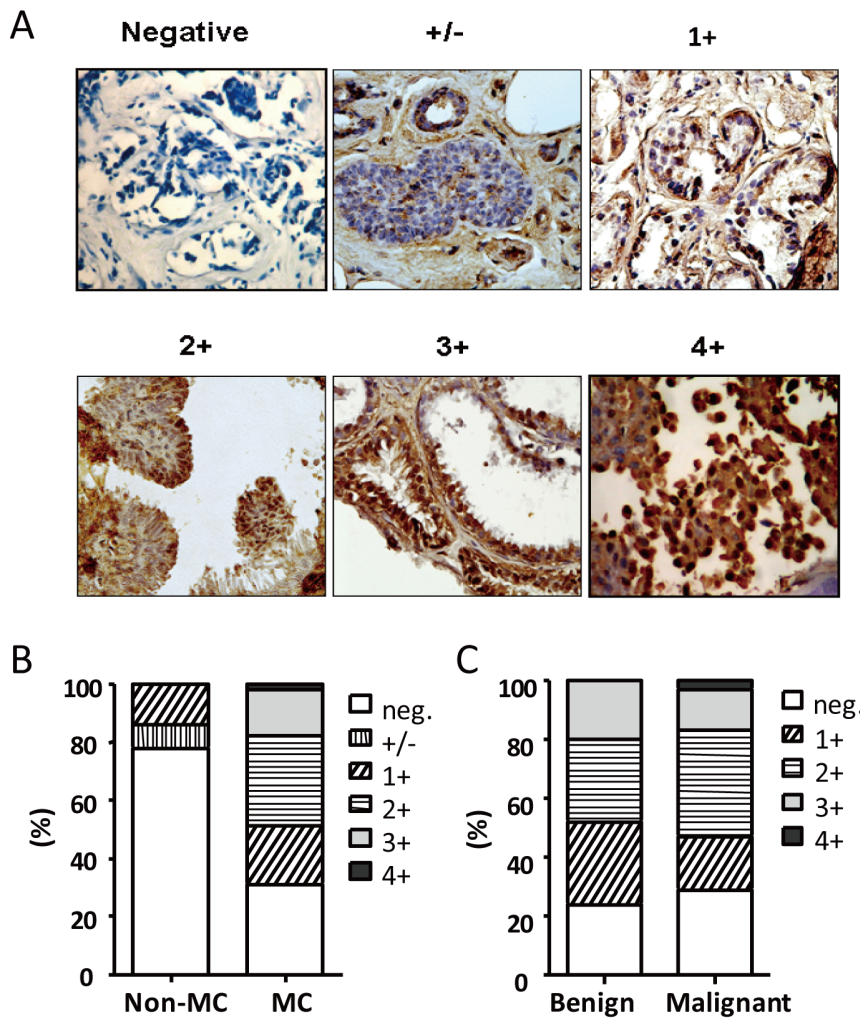 A
Negative
+/-
1+
2+
3+
4+
B
100
80
60
40
20
0
(%)
Non-MC
MC
neg.
+/-
1+
2+
3+
4+
C
100
80
60
40
20
0
(%)
Benign
Malignant
neg
1+
2+
3+
4+